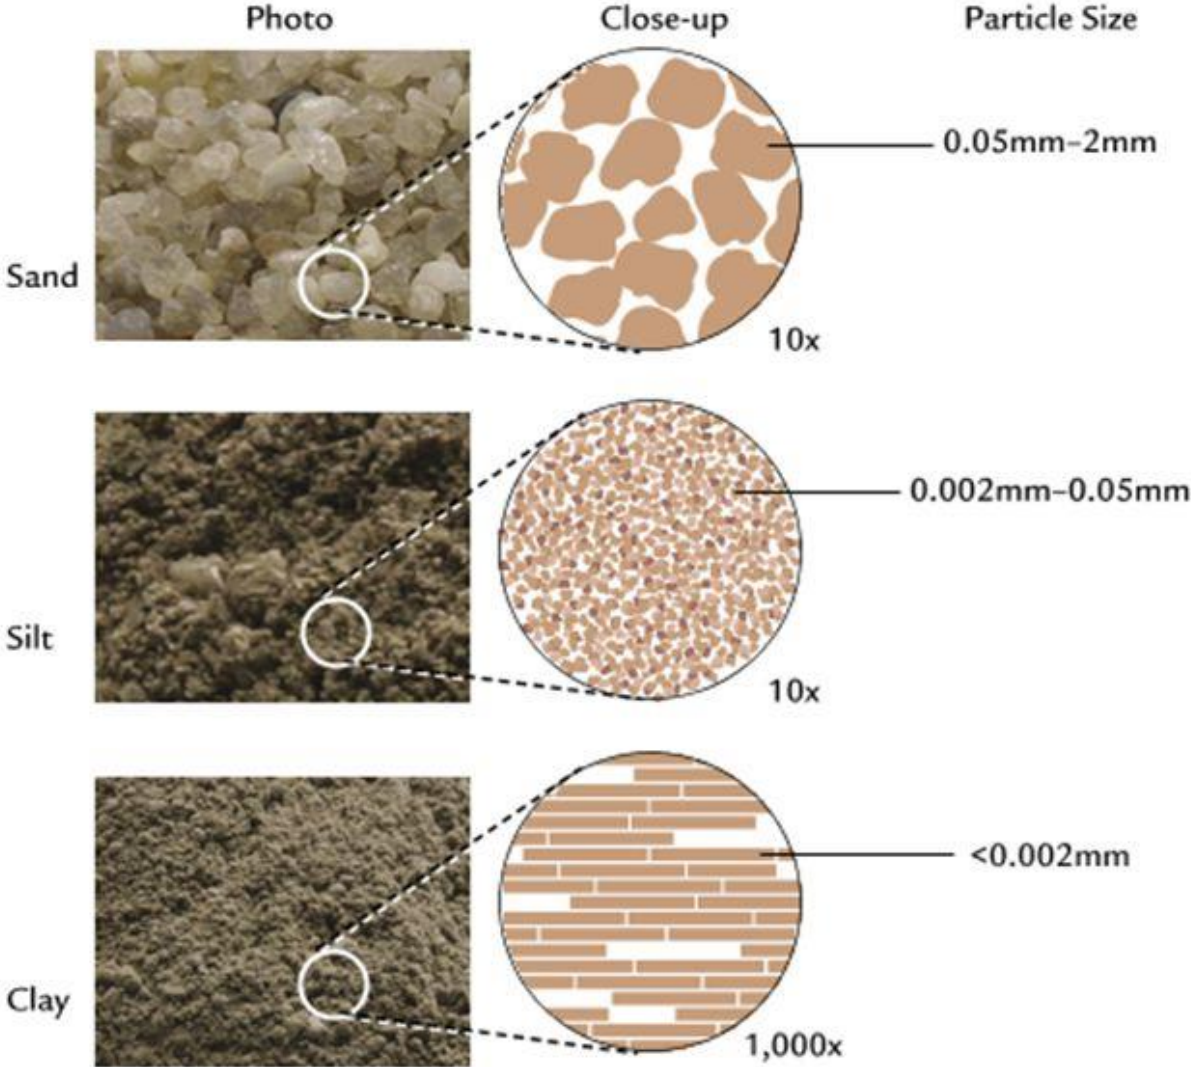 Photo
Close-up
Particle Size
Sand
0.05mm–2mm
10x
Silt
0.002mm–0.05mm
10x
Clay
<0.002mm
1,000x